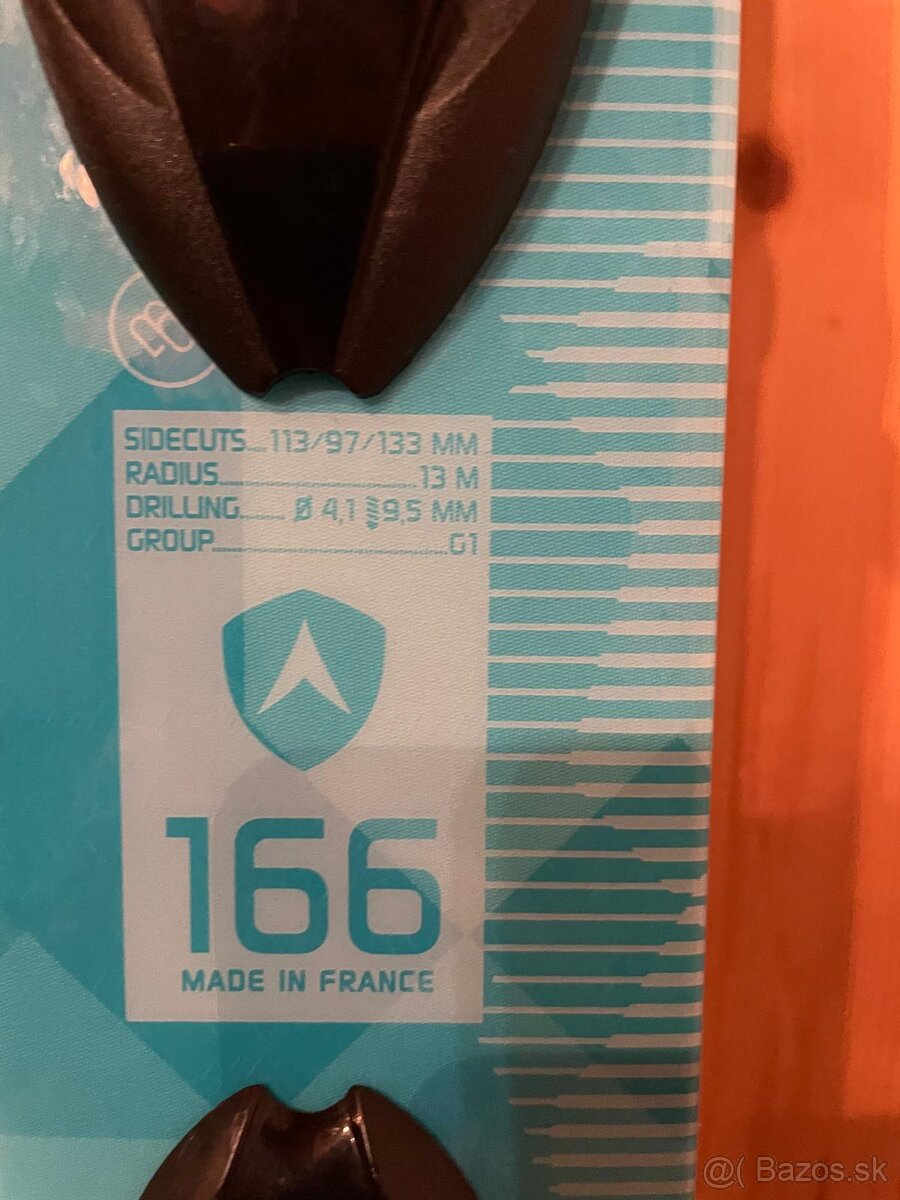 SIDECUTS....113/97/133 MM
RADIUS..............................13 M
DRILLING....... Ø 4,1 9,5 MM
GROUP...................................G1
166
MADE IN FRANCE
@( Bazos.sk